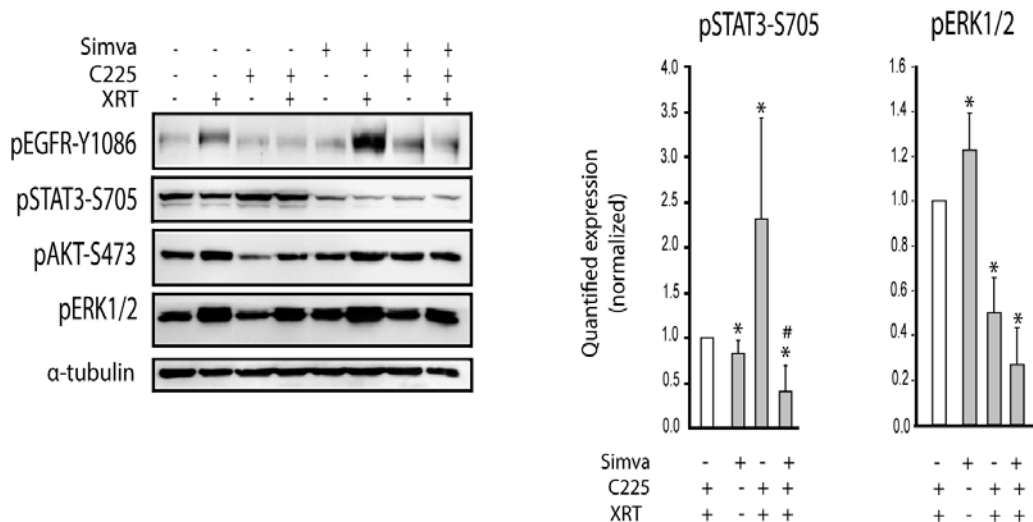 Simva - - - - + + + +
C225 - - + + - - + +
XRT - + - + - + - +
pEGFR-Y1086
pSTAT3-S705
pAKT-S473
pERK1/2
α-tubulin
pSTAT3-S705
Quantified expression
(normalized)
4.0
3.5
3.0
2.5
2.0
1.5
1.0
0.5
0.0
*
*
#
*
Simva - + - +
C225 + - + +
XRT + - + +
pERK1/2
1.6
1.4
1.2
1.0
0.8
0.6
0.4
0.2
0.0
*
*
*
- + - +
+ - + +
+ - + +